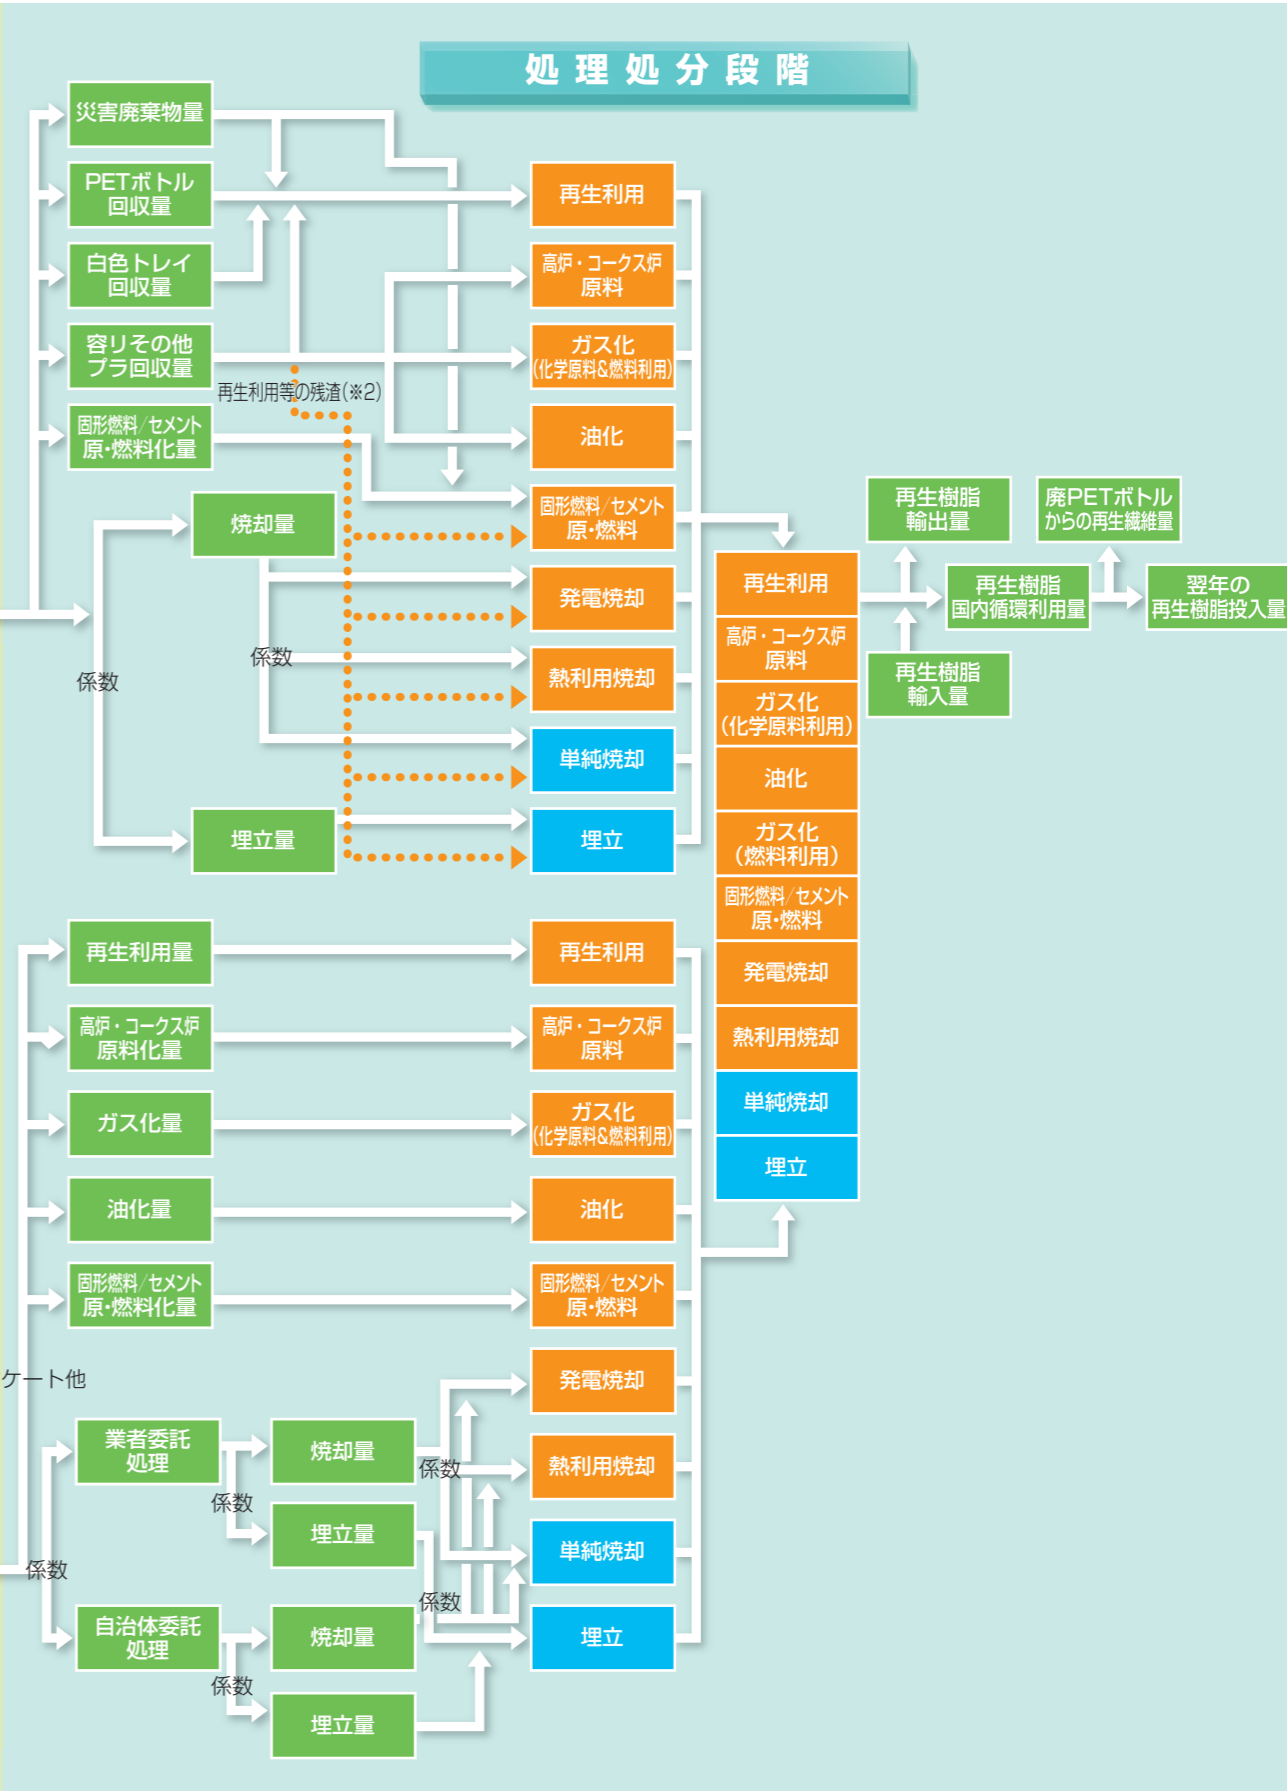 処理処分段階
災害廃棄物量
PETボトル
回収量
白色トレイ
回収量
容リその他
プラ回収量
固形燃料/セメント
原・燃料化量
再生利用等の残渣(※2)
焼却量
係数
係数
埋立量
再生利用
高炉・コークス炉
原料
ガス化
(化学原料&燃料利用)
油化
固形燃料/セメント
原・燃料
発電焼却
熱利用焼却
単純焼却
埋立
再生利用
高炉・コークス炉
原料
ガス化
(化学原料利用)
油化
ガス化
(燃料利用)
固形燃料/セメント
原・燃料
発電焼却
熱利用焼却
単純焼却
埋立
再生樹脂
輸出量
廃PETボトル
からの再生繊維量
再生樹脂
国内循環利用量
翌年の
再生樹脂投入量
再生樹脂
輸入量
再生利用量
高炉・コークス炉
原料化量
ガス化量
油化量
固形燃料/セメント
原・燃料化量
ケート他
業者委託
処理
係数
係数
自治体委託
処理
係数
焼却量
埋立量
焼却量
埋立量
係数
係数
再生利用
高炉・コークス炉
原料
ガス化
(化学原料&燃料利用)
油化
固形燃料/セメント
原・燃料
発電焼却
熱利用焼却
単純焼却
埋立